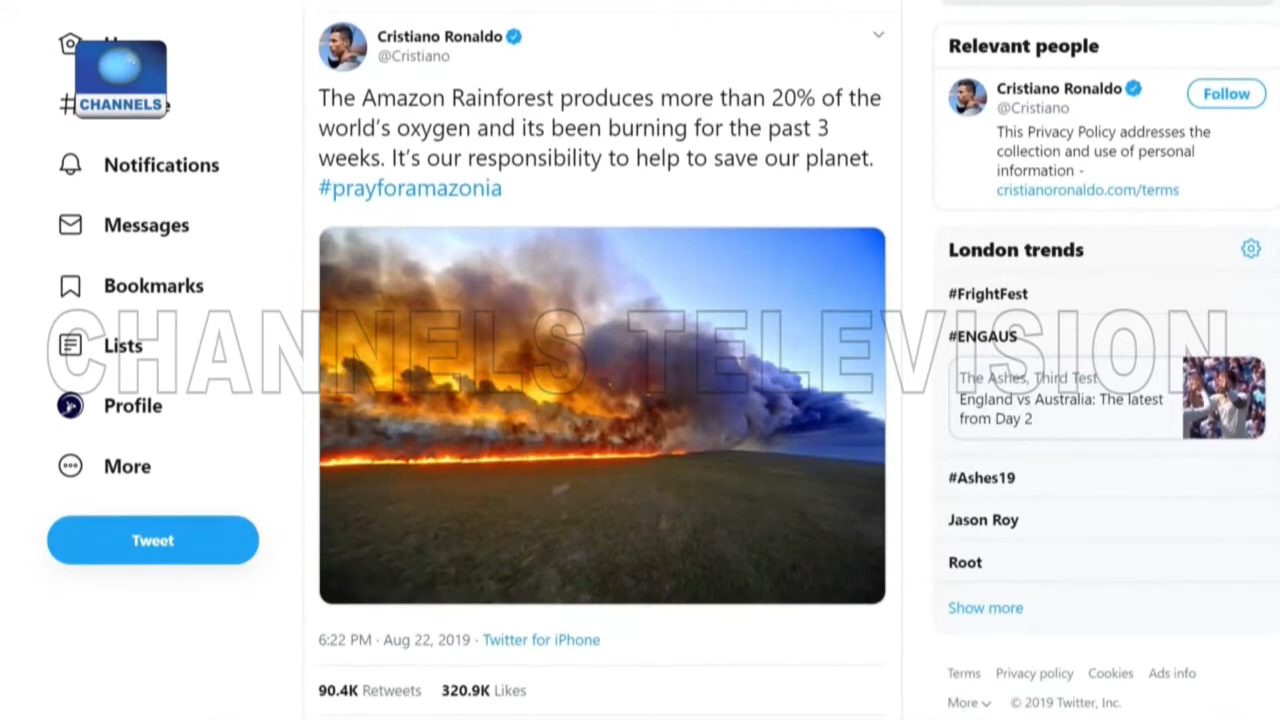 CHANNELS
Notifications
Messages
Bookmarks
Lists
Profile
More
Tweet
Cristiano Ronaldo
@Cristiano
The Amazon Rainforest produces more than 20% of the
world's oxygen and its been burning for the past 3
weeks. It's our responsibility to help to save our planet.
#prayforamazonia
CHANNELS TELEVISION
6:22 PM · Aug 22, 2019 · Twitter for iPhone
90.4K Retweets 320.9K Likes
Relevant people
Cristiano Ronaldo
@Cristiano
Follow
This Privacy Policy addresses the
collection and use of personal
information -
cristianoronaldo.com/terms
London trends
#FrightFest
#ENGAUS
The Ashes, Third Test
England vs Australia: The latest
from Day 2
#Ashes19
Jason Roy
Root
Show more
Terms Privacy policy Cookies Ads info
More © 2019 Twitter, Inc.